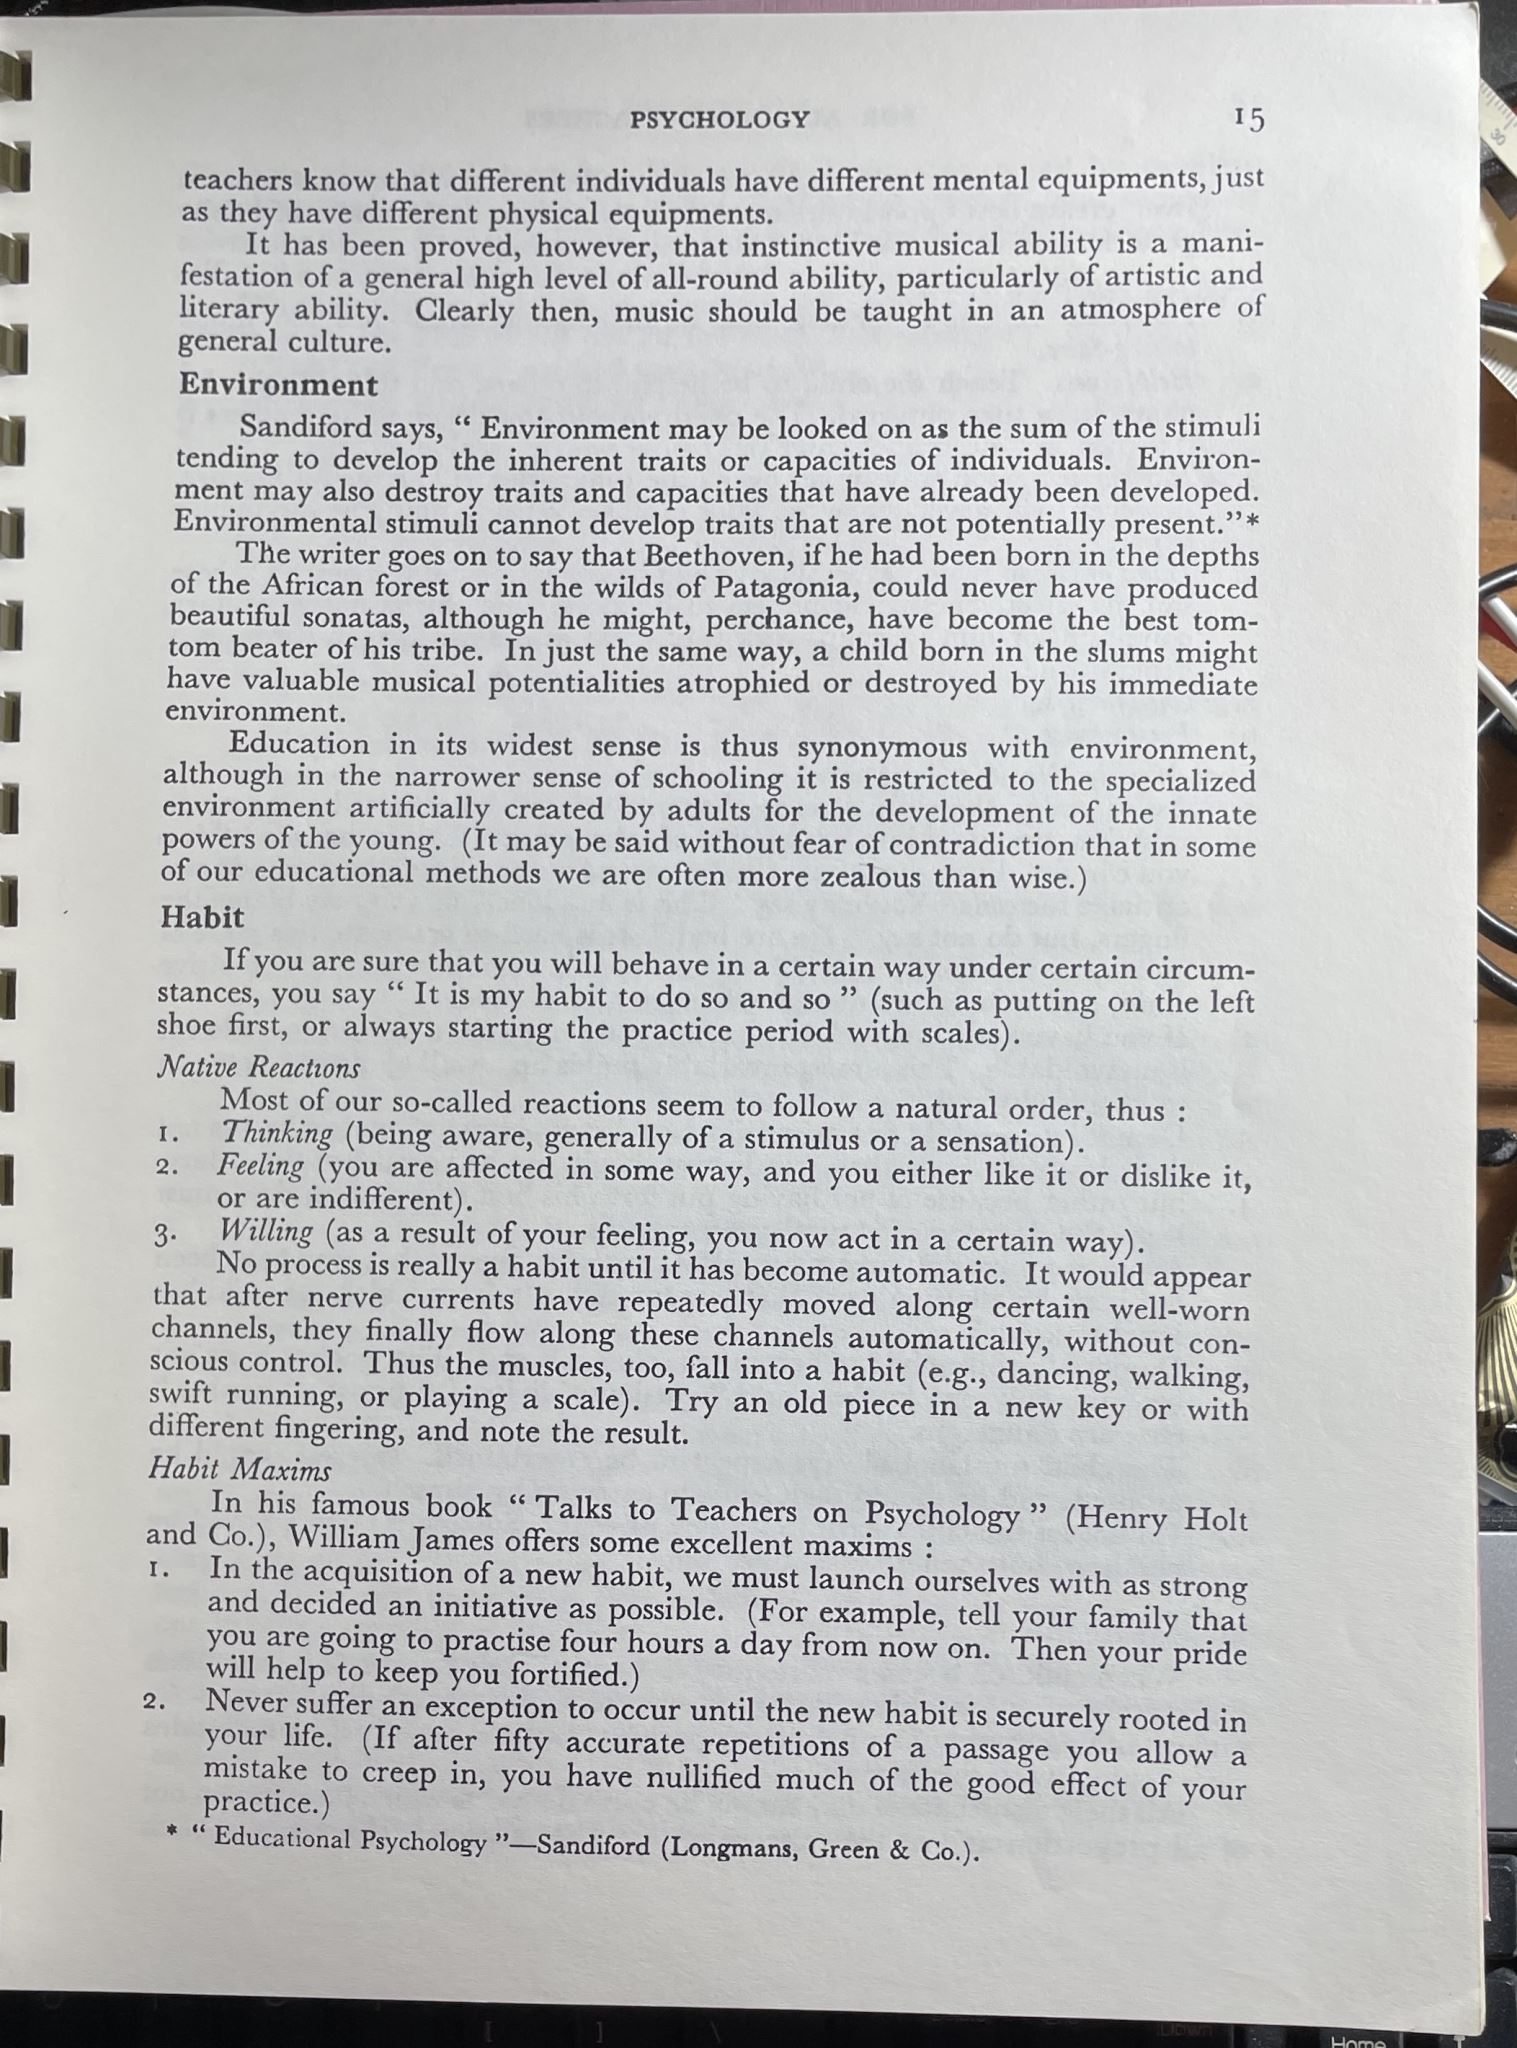 PSYCHOLOGY 15
teachers know that different individuals have different mental equipments, just
as they have different physical equipments.
It has been proved, however, that instinctive musical ability is a mani-
festation of a general high level of all-round ability, particularly of artistic and
literary ability. Clearly then, music should be taught in an atmosphere of
general culture.
Environment
Sandiford says, “ Environment may be looked on as the sum of the stimuli
tending to develop the inherent traits or capacities of individuals. Environ-
ment may also destroy traits and capacities that have already been developed.
Environmental stimuli cannot develop traits that are not potentially present.”*
The writer goes on to say that Beethoven, if he had been born in the depths
of the African forest or in the wilds of Patagonia, could never have produced
beautiful sonatas, although he might, perchance, have become the best tom-
tom beater of his tribe. In just the same way, a child born in the slums might
have valuable musical potentialities atrophied or destroyed by his immediate
environment.
Education in its widest sense is thus synonymous with environment,
although in the narrower sense of schooling it is restricted to the specialized
environment artificially created by adults for the development of the innate
powers of the young. (It may be said without fear of contradiction that in some
of our educational methods we are often more zealous than wise.)
Habit
If you are sure that you will behave in a certain way under certain circum-
stances, you say “ It is my habit to do so and so ” (such as putting on the left
shoe first, or always starting the practice period with scales).
Native Reactions
Most of our so-called reactions seem to follow a natural order, thus :
1. Thinking (being aware, generally of a stimulus or a sensation).
2. Feeling (you are affected in some way, and you either like it or dislike it,
or are indifferent).
3. Willing (as a result of your feeling, you now act in a certain way).
No process is really a habit until it has become automatic. It would appear
that after nerve currents have repeatedly moved along certain well-worn
channels, they finally flow along these channels automatically, without con-
scious control. Thus the muscles, too, fall into a habit (e.g., dancing, walking,
swift running, or playing a scale). Try an old piece in a new key or with
different fingering, and note the result.
Habit Maxims
In his famous book “ Talks to Teachers on Psychology ” (Henry Holt
and Co.), William James offers some excellent maxims :
1. In the acquisition of a new habit, we must launch ourselves with as strong
and decided an initiative as possible. (For example, tell your family that
you are going to practise four hours a day from now on. Then your pride
will help to keep you fortified.)
2. Never suffer an exception to occur until the new habit is securely rooted in
your life. (If after fifty accurate repetitions of a passage you allow a
mistake to creep in, you have nullified much of the good effect of your
practice.)
* “ Educational Psychology ”—Sandiford (Longmans, Green & Co.).
30
Down
Home